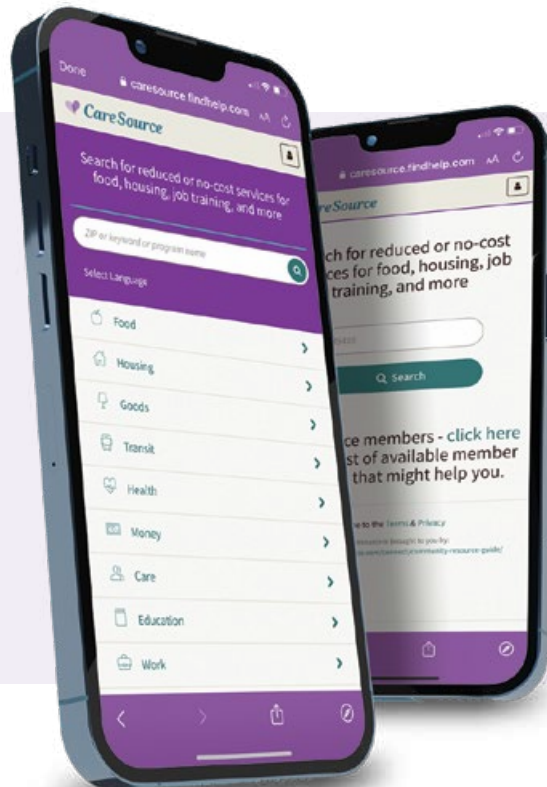 Done
caresource.findhelp.com AA
CareSource
Search for reduced or no-cost services for
food, housing, job training, and more
ZIP or keyword or program name
Select Language
Food
Housing
Goods
Transit
Health
Money
Care
Education
Work
caresource.findhelp.com AA
reSource
ch for reduced or no-cost
ces for food, housing, job
training, and more
Search
ce members - click here
st of available member
that might help you.
e to the Terms & Privacy